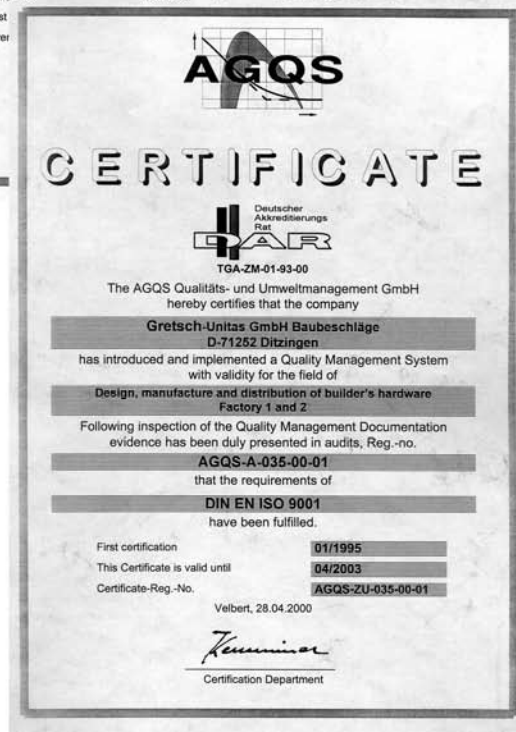 st
er
AGQS
CERTIFICATE
Deutscher
Akkreditierungs
Rat
DAR
TGA-ZM-01-93-00
The AGQS Qualitäts- und Umweltmanagement GmbH
hereby certifies that the company
Gretsch-Unitas GmbH Baubeschläge
D-71252 Ditzingen
has introduced and implemented a Quality Management System
with validity for the field of
Design, manufacture and distribution of builder's hardware
Factory 1 and 2
Following inspection of the Quality Management Documentation
evidence has been duly presented in audits, Reg.-no.
AGQS-A-035-00-01
that the requirements of
DIN EN ISO 9001
have been fulfilled.
First certification 01/1995
This Certificate is valid until 04/2003
Certificate-Reg.-No. AGQS-ZU-035-00-01
Velbert, 28.04.2000
Certification Department